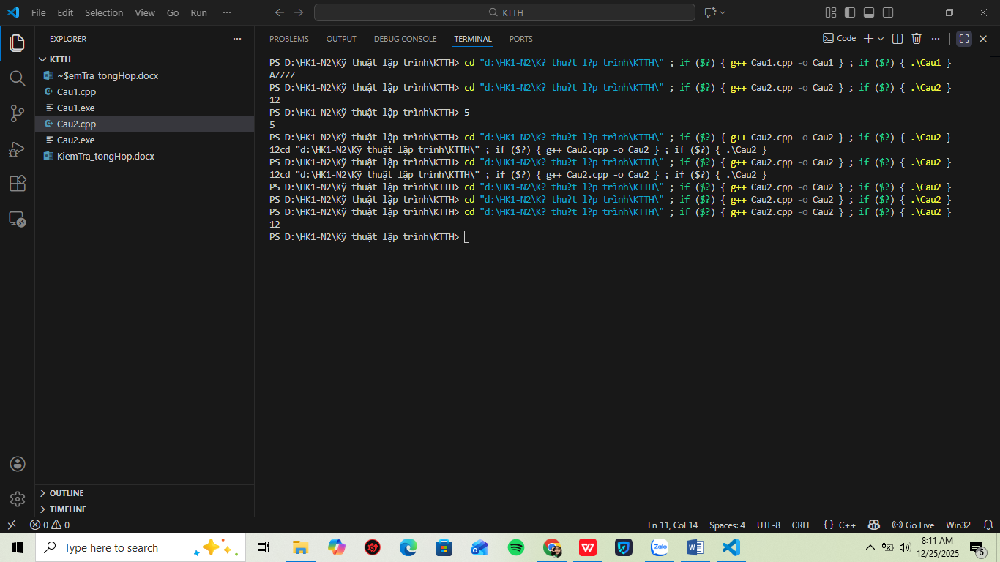 File Edit Selection View Go Run ···
KTTH
EXPLORER ···
KTTH
~$emTra_tongHop.docx
Cau1.cpp
Cau1.exe
Cau2.cpp
Cau2.exe
KiemTra_tongHop.docx
OUTLINE
TIMELINE
PROBLEMS OUTPUT DEBUG CONSOLE TERMINAL PORTS
Code
PS D:\HK1-N2\Kỹ thuật lập trình\KTTH> cd "d:\HK1-N2\K? thu?t l?p trình\KTTH\" ; if ($?) { g++ Cau1.cpp -o Cau1 } ; if ($?) { .\Cau1 }
AZZZZ
PS D:\HK1-N2\Kỹ thuật lập trình\KTTH> cd "d:\HK1-N2\K? thu?t l?p trình\KTTH\" ; if ($?) { g++ Cau2.cpp -o Cau2 } ; if ($?) { .\Cau2 }
12
PS D:\HK1-N2\Kỹ thuật lập trình\KTTH> 5
5
PS D:\HK1-N2\Kỹ thuật lập trình\KTTH> cd "d:\HK1-N2\K? thu?t l?p trình\KTTH\" ; if ($?) { g++ Cau2.cpp -o Cau2 } ; if ($?) { .\Cau2 }
12cd "d:\HK1-N2\Kỹ thuật lập trình\KTTH\" ; if ($?) { g++ Cau2.cpp -o Cau2 } ; if ($?) { .\Cau2 }
PS D:\HK1-N2\Kỹ thuật lập trình\KTTH> cd "d:\HK1-N2\K? thu?t l?p trình\KTTH\" ; if ($?) { g++ Cau2.cpp -o Cau2 } ; if ($?) { .\Cau2 }
12cd "d:\HK1-N2\Kỹ thuật lập trình\KTTH\" ; if ($?) { g++ Cau2.cpp -o Cau2 } ; if ($?) { .\Cau2 }
PS D:\HK1-N2\Kỹ thuật lập trình\KTTH> cd "d:\HK1-N2\K? thu?t l?p trình\KTTH\" ; if ($?) { g++ Cau2.cpp -o Cau2 } ; if ($?) { .\Cau2 }
PS D:\HK1-N2\Kỹ thuật lập trình\KTTH> cd "d:\HK1-N2\K? thu?t l?p trình\KTTH\" ; if ($?) { g++ Cau2.cpp -o Cau2 } ; if ($?) { .\Cau2 }
PS D:\HK1-N2\Kỹ thuật lập trình\KTTH> cd "d:\HK1-N2\K? thu?t l?p trình\KTTH\" ; if ($?) { g++ Cau2.cpp -o Cau2 } ; if ($?) { .\Cau2 }
12
PS D:\HK1-N2\Kỹ thuật lập trình\KTTH>
0 0
Ln 11, Col 14 Spaces: 4 UTF-8 CRLF { } C++ Go Live Win32
Type here to search
Zalo
8:11 AM
12/25/2025
6